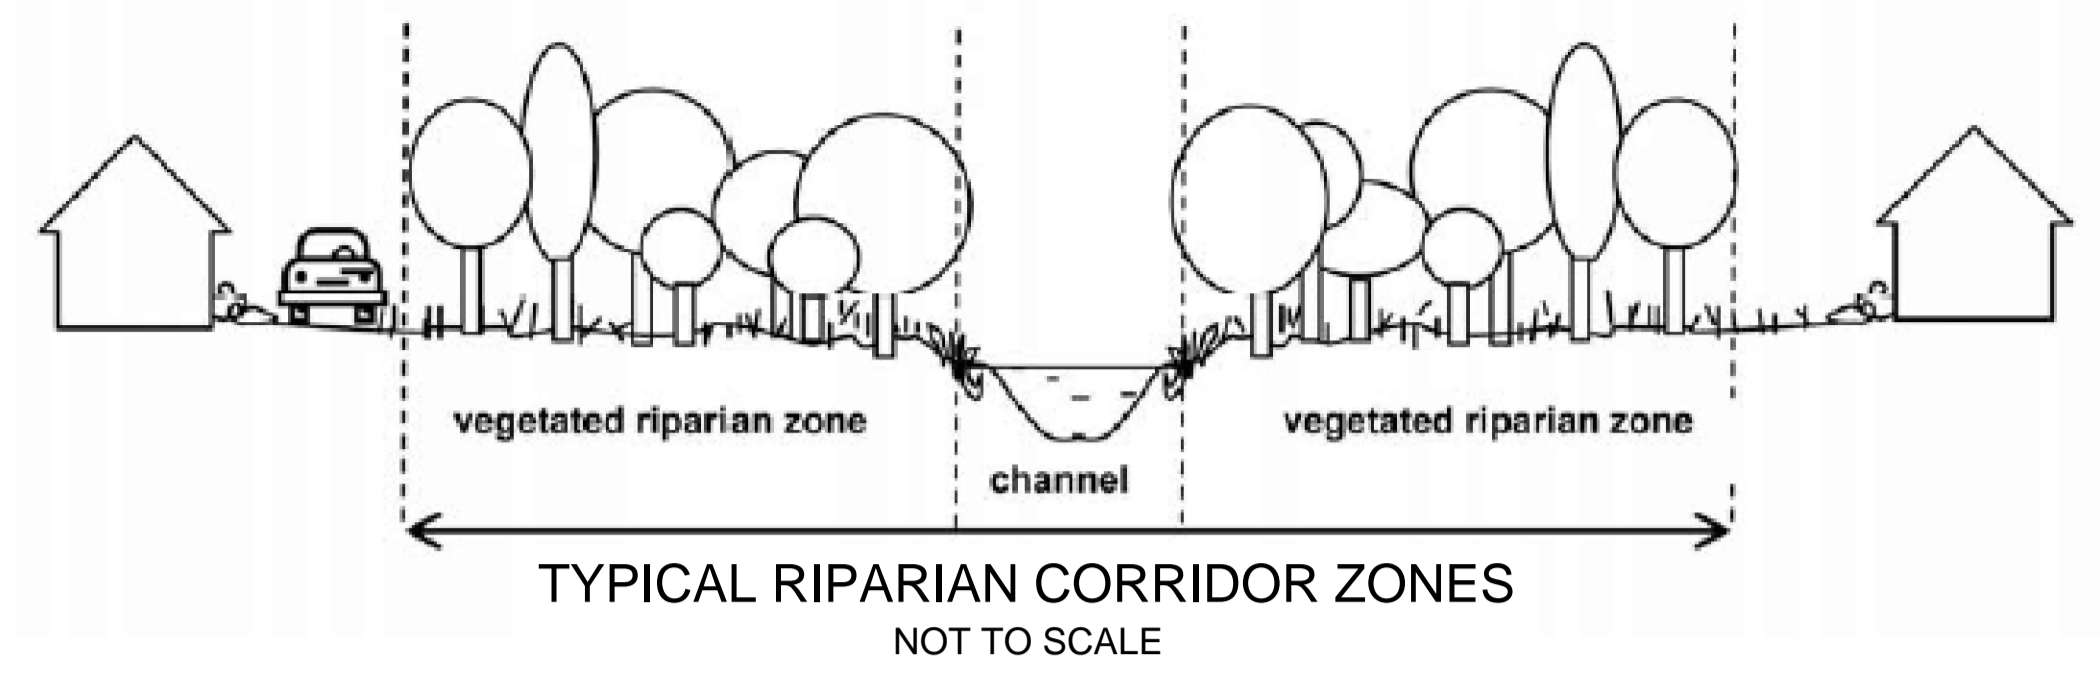 vegetated riparian zone
vegetated riparian zone
channel
TYPICAL RIPARIAN CORRIDOR ZONES
NOT TO SCALE